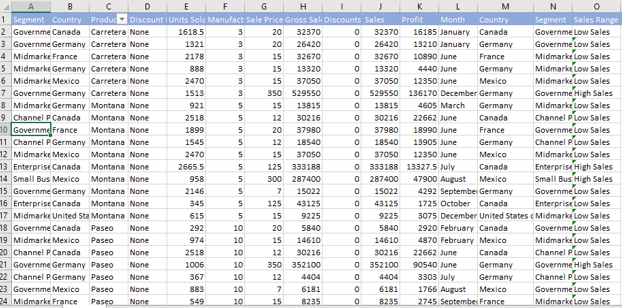 A B C D E F G H I J K L M N O
1 Segment Country Produc Discount Units Sold Manufact Sale Price Gross Sale Discounts Sales Profit Month Country Segment Sales Range
2 Governme Canada Carretera None 1618.5 3 20 32370 0 32370 16185 January Canada Governme Low Sales
3 Governme Germany Carretera None 1321 3 20 26420 0 26420 13210 January Germany Governme Low Sales
4 Midmarke France Carretera None 2178 3 15 32670 0 32670 10890 June France Midmarke Low Sales
5 Midmarke Germany Carretera None 888 3 15 13320 0 13320 4440 June Germany Midmarke Low Sales
6 Midmarke Mexico Carretera None 2470 3 15 37050 0 37050 12350 June Mexico Midmarke Low Sales
7 Governme Germany Carretera None 1513 3 350 529550 0 529550 136170 December Germany Governme High Sales
8 Midmarke Germany Montana None 921 5 15 13815 0 13815 4605 March Germany Midmarke Low Sales
9 Channel P Canada Montana None 2518 5 12 30216 0 30216 22662 June Canada Channel P Low Sales
10 Governme France Montana None 1899 5 20 37980 0 37980 18990 June France Governme Low Sales
11 Channel P Germany Montana None 1545 5 12 18540 0 18540 13905 June Germany Channel P Low Sales
12 Midmarke Mexico Montana None 2470 5 15 37050 0 37050 12350 June Mexico Midmarke Low Sales
13 Enterprise Canada Montana None 2665.5 5 125 333188 0 333188 13327.5 July Canada Enterprise High Sales
14 Small Bus Mexico Montana None 958 5 300 287400 0 287400 47900 August Mexico Small Bus High Sales
15 Governme Germany Montana None 2146 5 7 15022 0 15022 4292 September Germany Governme Low Sales
16 Enterprise Canada Montana None 345 5 125 43125 0 43125 1725 October Canada Enterprise Low Sales
17 Midmarke United Sta Montana None 615 5 15 9225 0 9225 3075 December United States o Midmarke Low Sales
18 Governme Canada Paseo None 292 10 20 5840 0 5840 2920 February Canada Governme Low Sales
19 Midmarke Mexico Paseo None 974 10 15 14610 0 14610 4870 February Mexico Midmarke Low Sales
20 Channel P Canada Paseo None 2518 10 12 30216 0 30216 22662 June Canada Channel P Low Sales
21 Governme Germany Paseo None 1006 10 350 352100 0 352100 90540 June Germany Governme High Sales
22 Channel P Germany Paseo None 367 10 12 4404 0 4404 3303 July Germany Channel P Low Sales
23 Governme Mexico Paseo None 883 10 7 6181 0 6181 1766 August Mexico Governme Low Sales
24 Midmarke France Paseo None 549 10 15 8235 0 8235 2745 September France Midmarke Low Sales